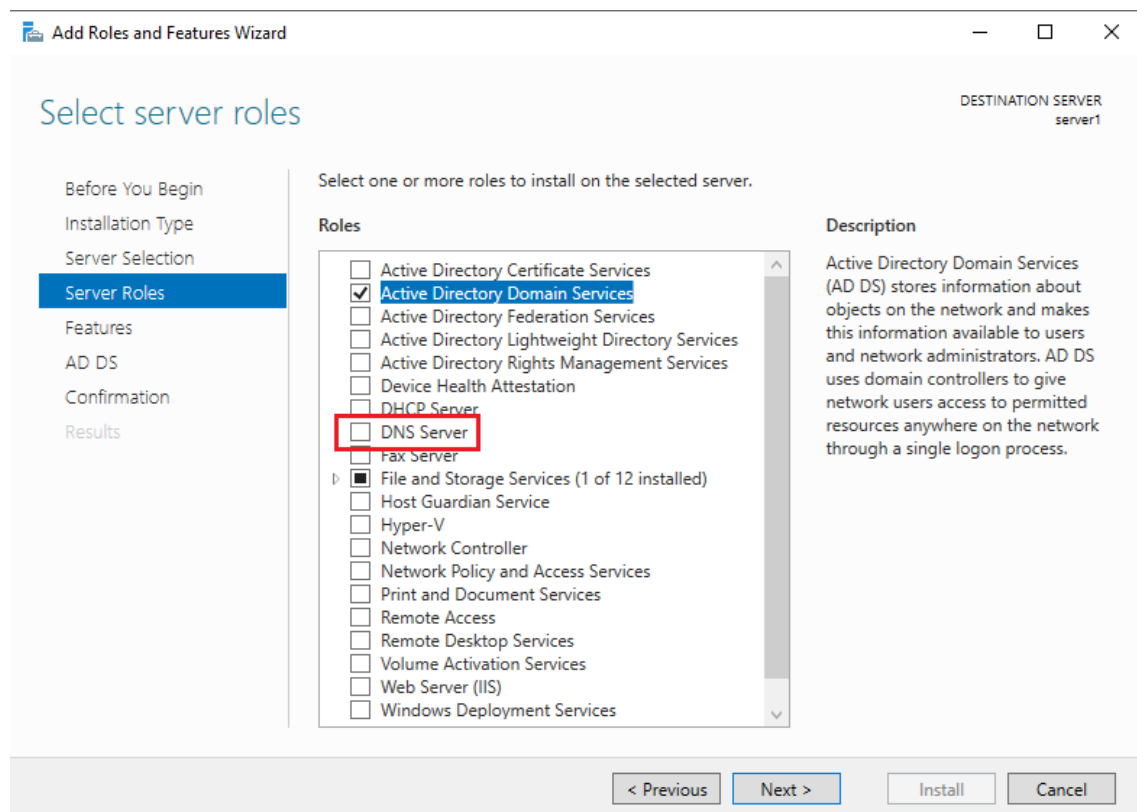 Add Roles and Features Wizard
Select server roles
DESTINATION SERVER
server1
Before You Begin
Installation Type
Server Selection
Server Roles
Features
AD DS
Confirmation
Results
Select one or more roles to install on the selected server.
Roles
Active Directory Certificate Services
Active Directory Domain Services
Active Directory Federation Services
Active Directory Lightweight Directory Services
Active Directory Rights Management Services
Device Health Attestation
DHCP Server
DNS Server
Fax Server
File and Storage Services (1 of 12 installed)
Host Guardian Service
Hyper-V
Network Controller
Network Policy and Access Services
Print and Document Services
Remote Access
Remote Desktop Services
Volume Activation Services
Web Server (IIS)
Windows Deployment Services
Description
Active Directory Domain Services
(AD DS) stores information about
objects on the network and makes
this information available to users
and network administrators. AD DS
uses domain controllers to give
network users access to permitted
resources anywhere on the network
through a single logon process.
< Previous
Next >
Install
Cancel